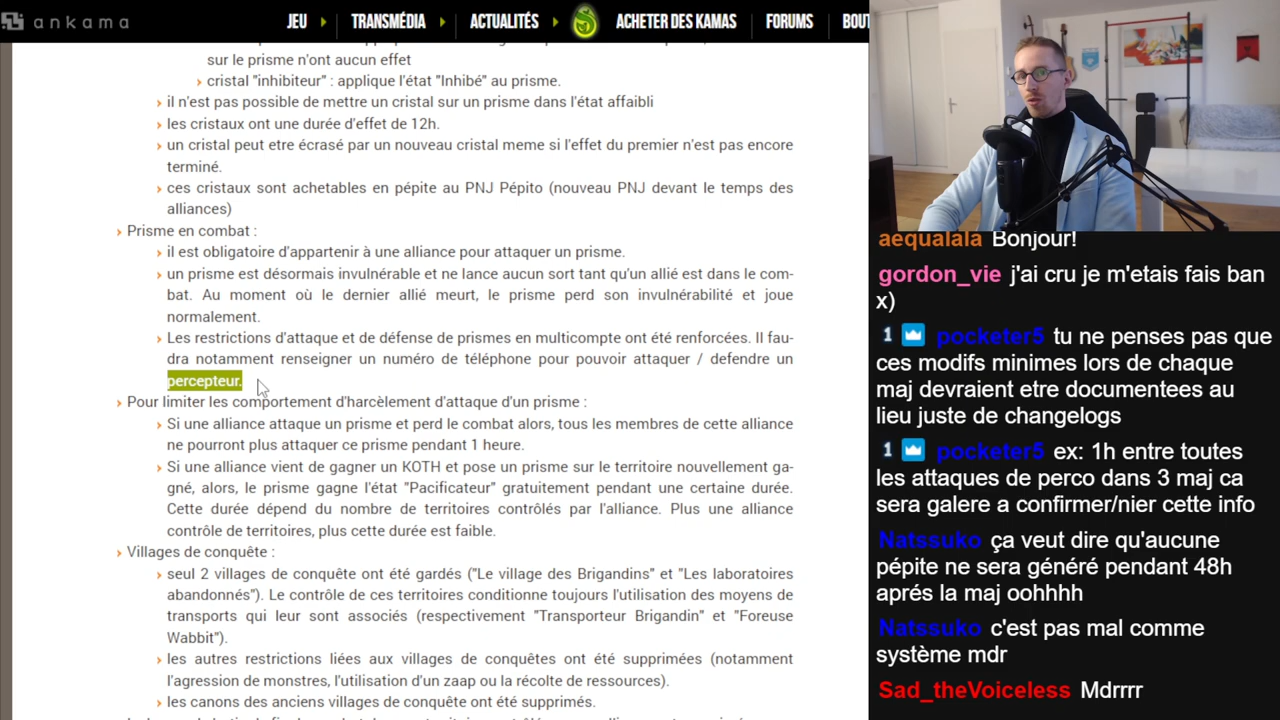 ankama
JEU
TRANSMÉDIA
ACTUALITÉS
ACHETER DES KAMAS
FORUMS
BOUT
sur le prisme n'ont aucun effet
cristal "inhibiteur" : applique l'état "Inhibé" au prisme.
il n'est pas possible de mettre un cristal sur un prisme dans l'état affaibli
les cristaux ont une durée d'effet de 12h.
un cristal peut etre écrasé par un nouveau cristal meme si l'effet du premier n'est pas encore
terminé.
ces cristaux sont achetables en pépite au PNJ Pépito (nouveau PNJ devant le temps des
alliances)
Prisme en combat :
il est obligatoire d'appartenir à une alliance pour attaquer un prisme.
un prisme est désormais invulnérable et ne lance aucun sort tant qu'un allié est dans le com-
bat. Au moment où le dernier allié meurt, le prisme perd son invulnérabilité et joue
normalement.
Les restrictions d'attaque et de défense de prismes en multicompte ont été renforcées. Il fau-
dra notamment renseigner un numéro de téléphone pour pouvoir attaquer / defendre un
percepteur.
Pour limiter les comportement d'harcèlement d'attaque d'un prisme :
Si une alliance attaque un prisme et perd le combat alors, tous les membres de cette alliance
ne pourront plus attaquer ce prisme pendant 1 heure.
Si une alliance vient de gagner un KOTH et pose un prisme sur le territoire nouvellement ga-
gné, alors, le prisme gagne l'état "Pacificateur" gratuitement pendant une certaine durée.
Cette durée dépend du nombre de territoires contrôlés par l'alliance. Plus une alliance
contrôle de territoires, plus cette durée est faible.
Villages de conquête :
seul 2 villages de conquête ont été gardés ("Le village des Brigandins" et "Les laboratoires
abandonnés"). Le contrôle de ces territoires conditionne toujours l'utilisation des moyens de
transports qui leur sont associés (respectivement "Transporteur Brigandin" et "Foreuse
Wabbit").
les autres restrictions liées aux villages de conquêtes ont été supprimées (notamment
l'agression de monstres, l'utilisation d'un zaap ou la récolte de ressources).
les canons des anciens villages de conquête ont été supprimés.
aequalala Bonjour!
gordon_vie j'ai cru je m'etais fais ban
x)
1 pocketer5 tu ne penses pas que
ces modifs minimes lors de chaque
maj devraient etre documentees au
lieu juste de changelogs
1 pocketer5 ex: 1h entre toutes
les attaques de perco dans 3 maj ca
sera galere a confirmer/nier cette info
Natssuko ça veut dire qu'aucune
pépite ne sera généré pendant 48h
aprés la maj oohhhh
Natssuko c'est pas mal comme
système mdr
Sad_theVoiceless Mdrrrr